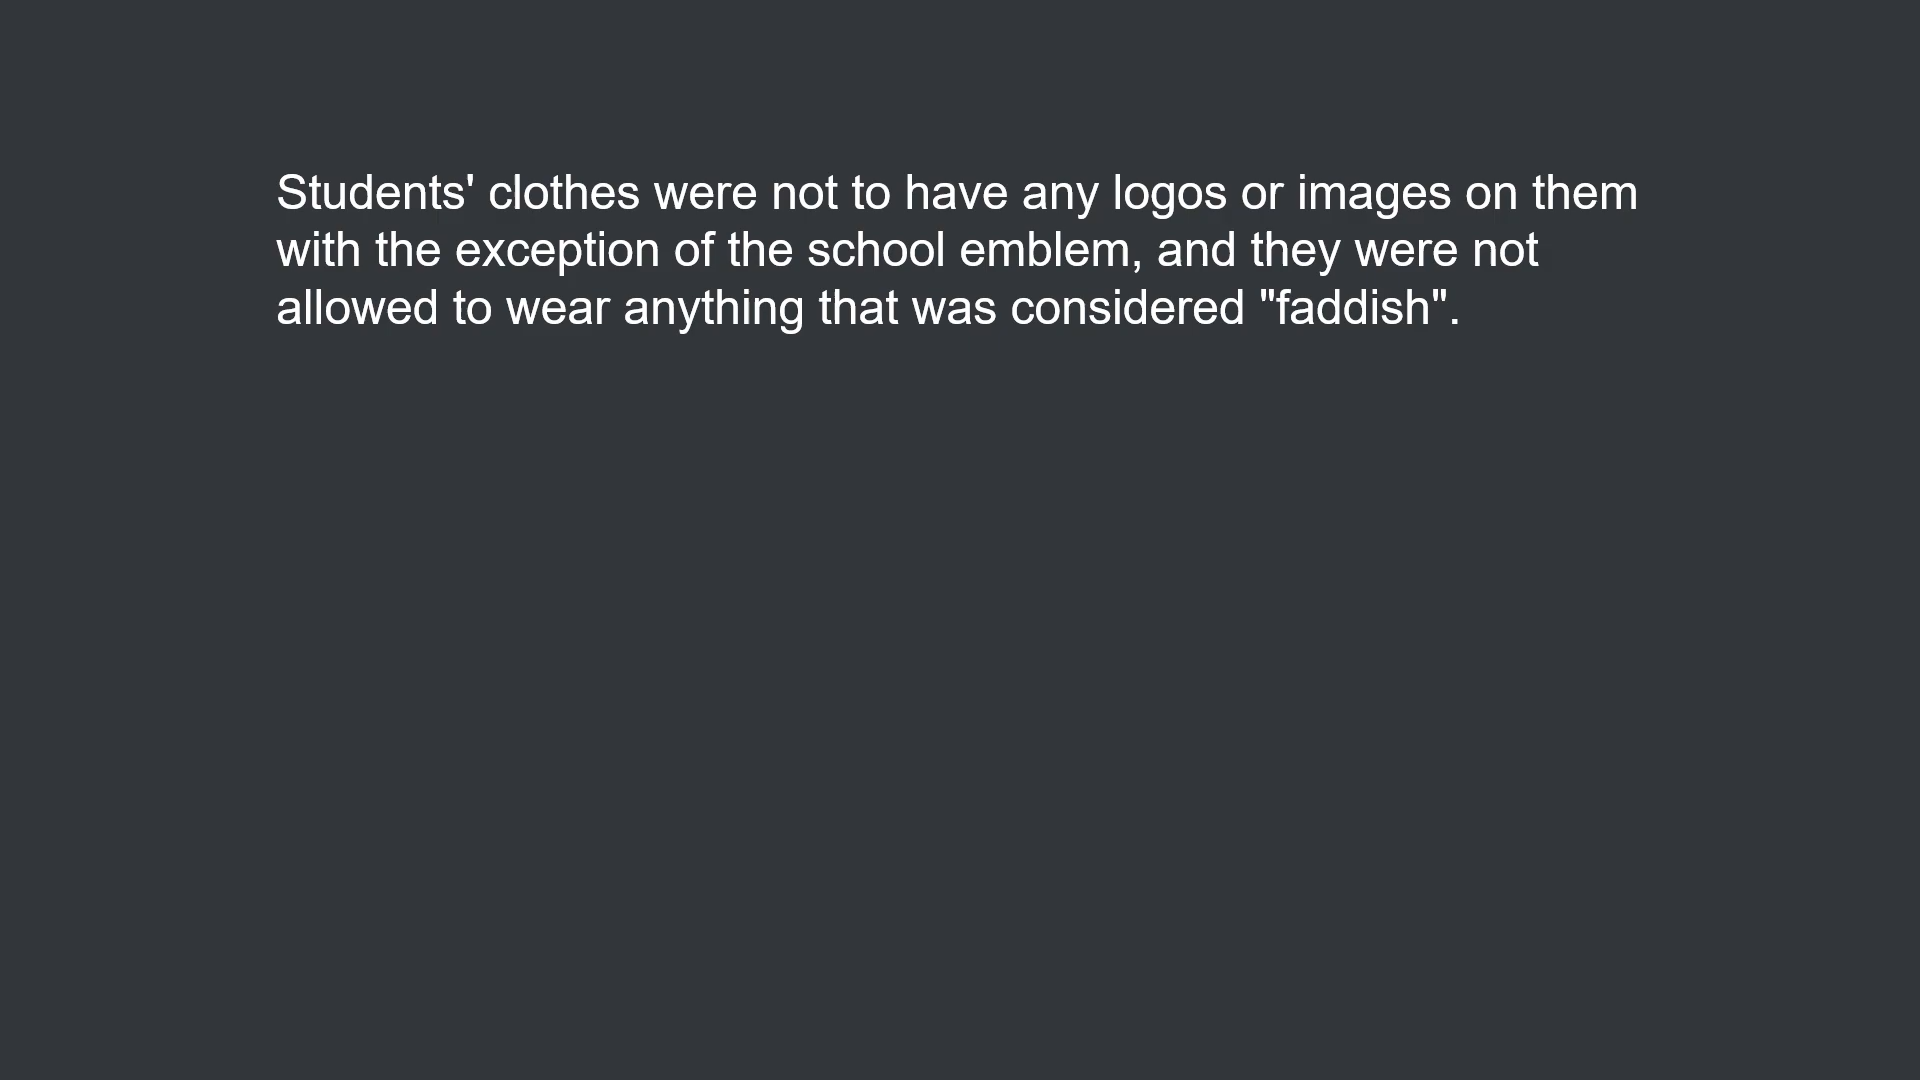 Students' clothes were not to have any logos or images on them
with the exception of the school emblem, and they were not
allowed to wear anything that was considered "faddish".